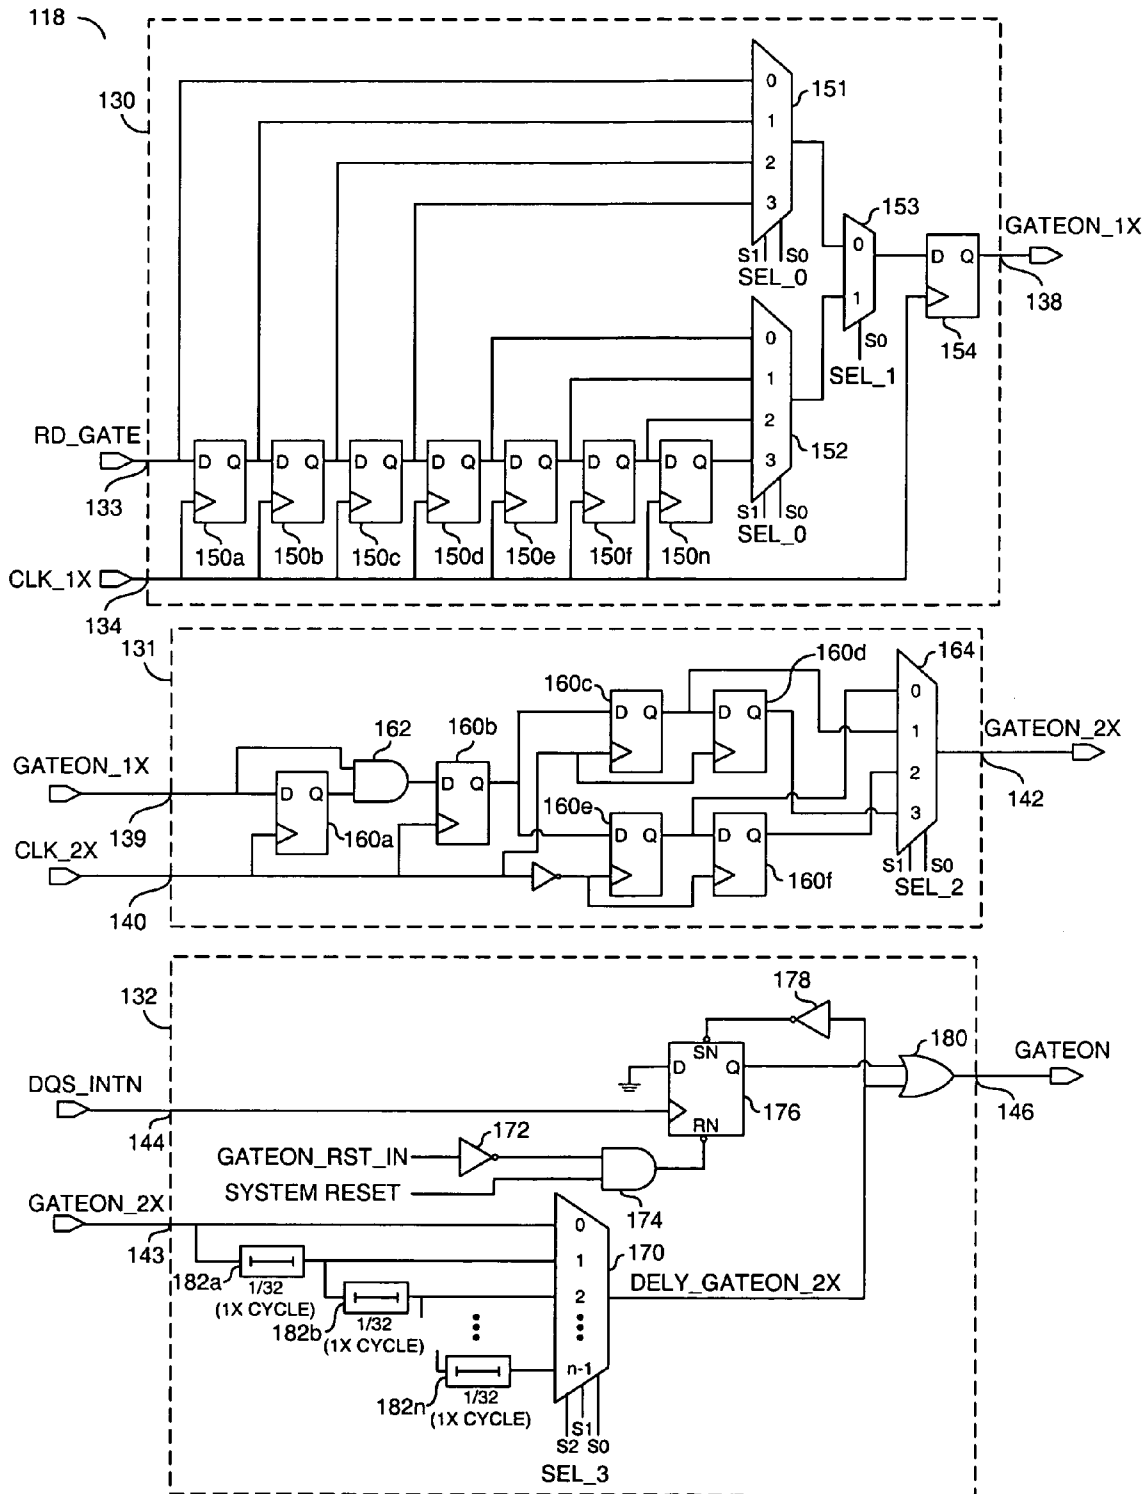 118
130
0
151
1
2
3
S1 S0
SEL_0
153
0
1
S0
SEL_1
D Q
154
GATEON_1X
138
0
1
2
3
152
S1 S0
SEL_0
RD_GATE
133
D Q
D Q
D Q
D Q
D Q
D Q
D Q
150a
150b
150c
150d
150e
150f
150n
CLK_1X
134
131
GATEON_1X
139
CLK_2X
140
162
D Q
160a
160b
D Q
160c
D Q
160d
D Q
160e
D Q
D Q
160f
164
0
1
2
3
S1 S0
SEL_2
GATEON_2X
142
132
178
SN
D Q
RN
176
180
GATEON
146
DQS_INTN
144
GATEON_RST_IN
172
SYSTEM RESET
174
GATEON_2X
143
0
1
2
n-1
170
DELY_GATEON_2X
182a
1/32
(1X CYCLE)
182b
1/32
(1X CYCLE)
182n
1/32
(1X CYCLE)
S2 S1 S0
SEL_3